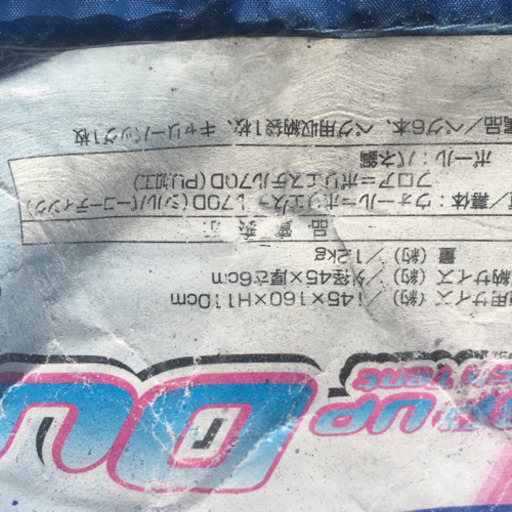 UP
用サイズ（約）／145×160×H110cm
納サイズ（約）／外径45×厚さ6cm
量（約）／1.2kg
品質表示
幕体：ウォール＝ポリエステル70D（シルバーコーティング）
フロア＝ポリエステル70D（PU加工）
ポール：バネ鋼
属品／ペグ6本、ペグ用収納袋1枚、キャリーバッグ1枚